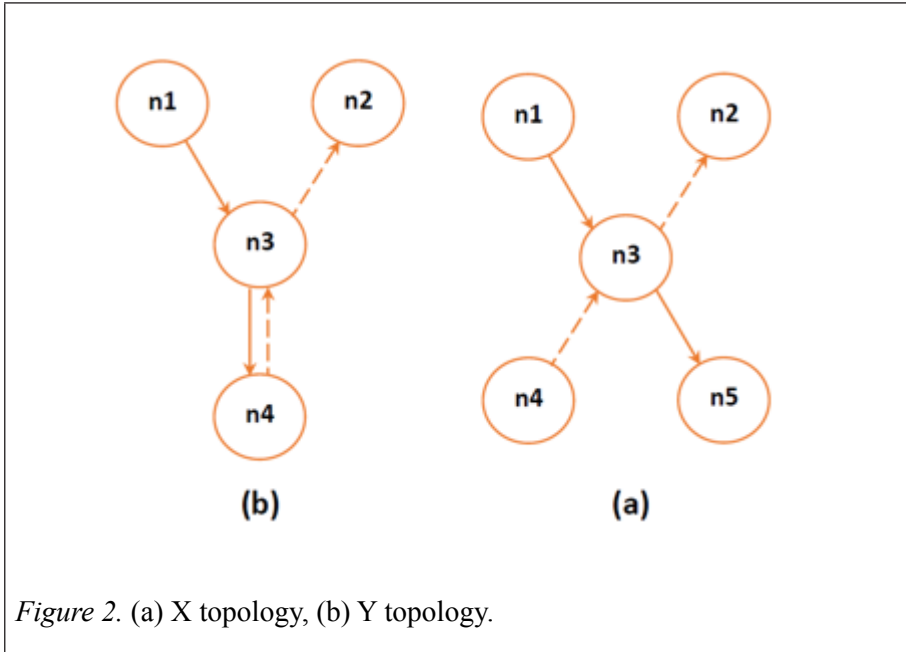 n1 n2 n1 n2
n3 n3
n4 n4 n5
(b) (a)
Figure 2. (a) X topology, (b) Y topology.